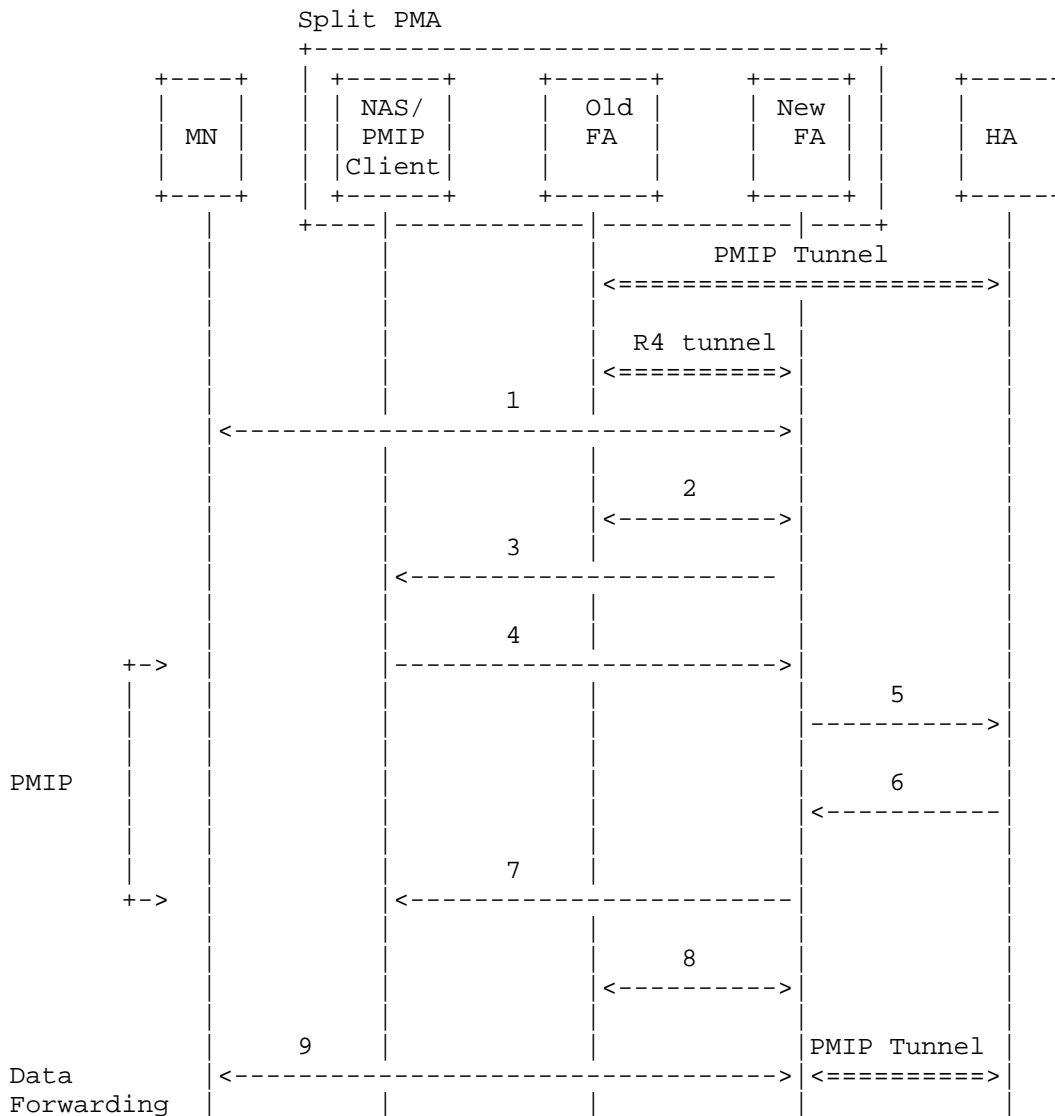 Split PMA
MN
NAS/
PMIP
Client
Old
FA
New
FA
HA
PMIP Tunnel
R4 tunnel
1
2
3
4
5
PMIP
6
7
8
9
PMIP Tunnel
Data
Forwarding